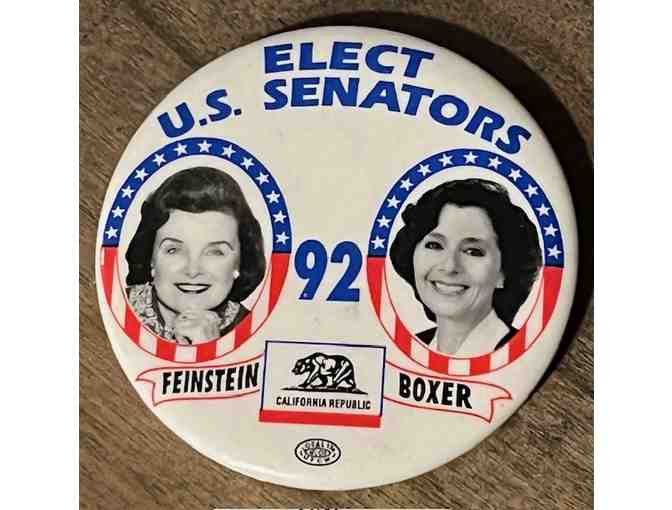 ELECT
U.S. SENATORS
'92
FEINSTEIN
BOXER
CALIFORNIA REPUBLIC